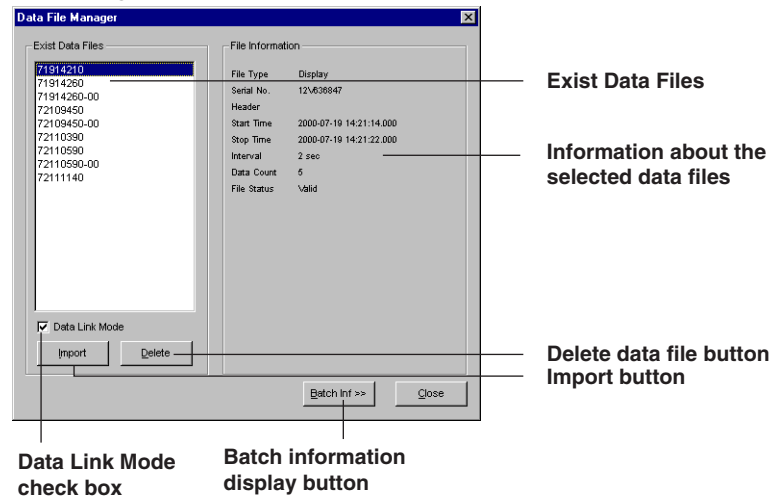 Data File Manager
Exist Data Files
71914210
71914260
71914260-00
72109450
72109450-00
72110390
72110590
72110590-00
72111140
Data Link Mode
Import
Delete
File Information
File Type Display
Serial No. 12V636847
Header
Start Time 2000-07-19 14:21:14.000
Stop Time 2000-07-19 14:21:22.000
Interval 2 sec
Data Count 5
File Status Valid
Batch Inf >>
Close
Exist Data Files
Information about the
selected data files
Delete data file button
Import button
Data Link Mode
check box
Batch information
display button